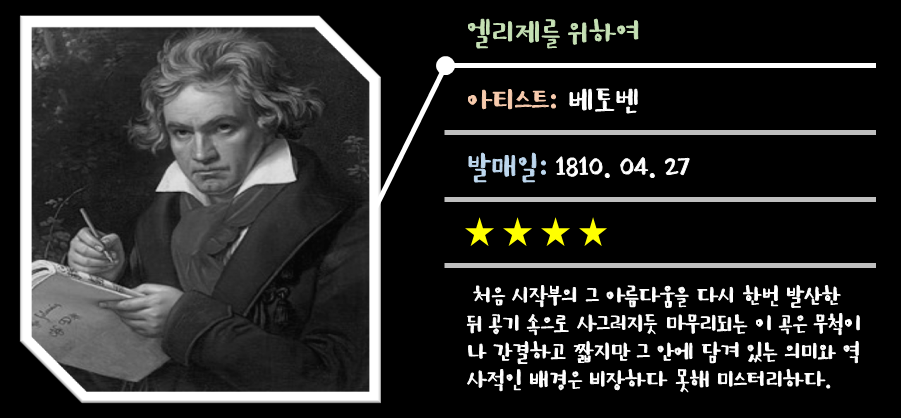 엘리제를 위하여
아티스트: 베토벤
발매일: 1810. 04. 27
★ ★ ★ ★
처음 시작부의 그 아름다움을 다시 한번 발산한
뒤 공기 속으로 사그러지듯 마무리되는 이 곡은 무척이
나 간결하고 짧지만 그 안에 담겨 있는 의미와 역
사적인 배경은 비장하다 못해 미스터리하다.